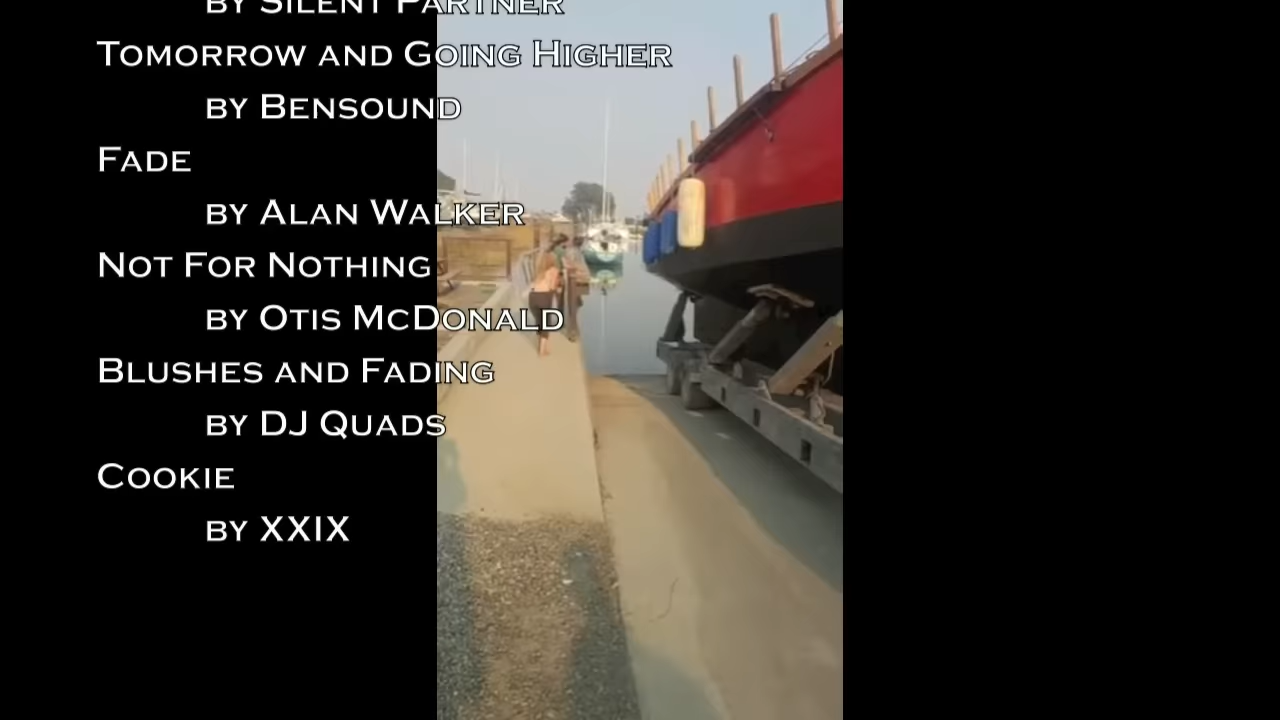 by Silent Partner
Tomorrow and Going Higher
by Bensound
Fade
by Alan Walker
Not For Nothing
by Otis McDonald
Blushes and Fading
by DJ Quads
Cookie
by XXIX